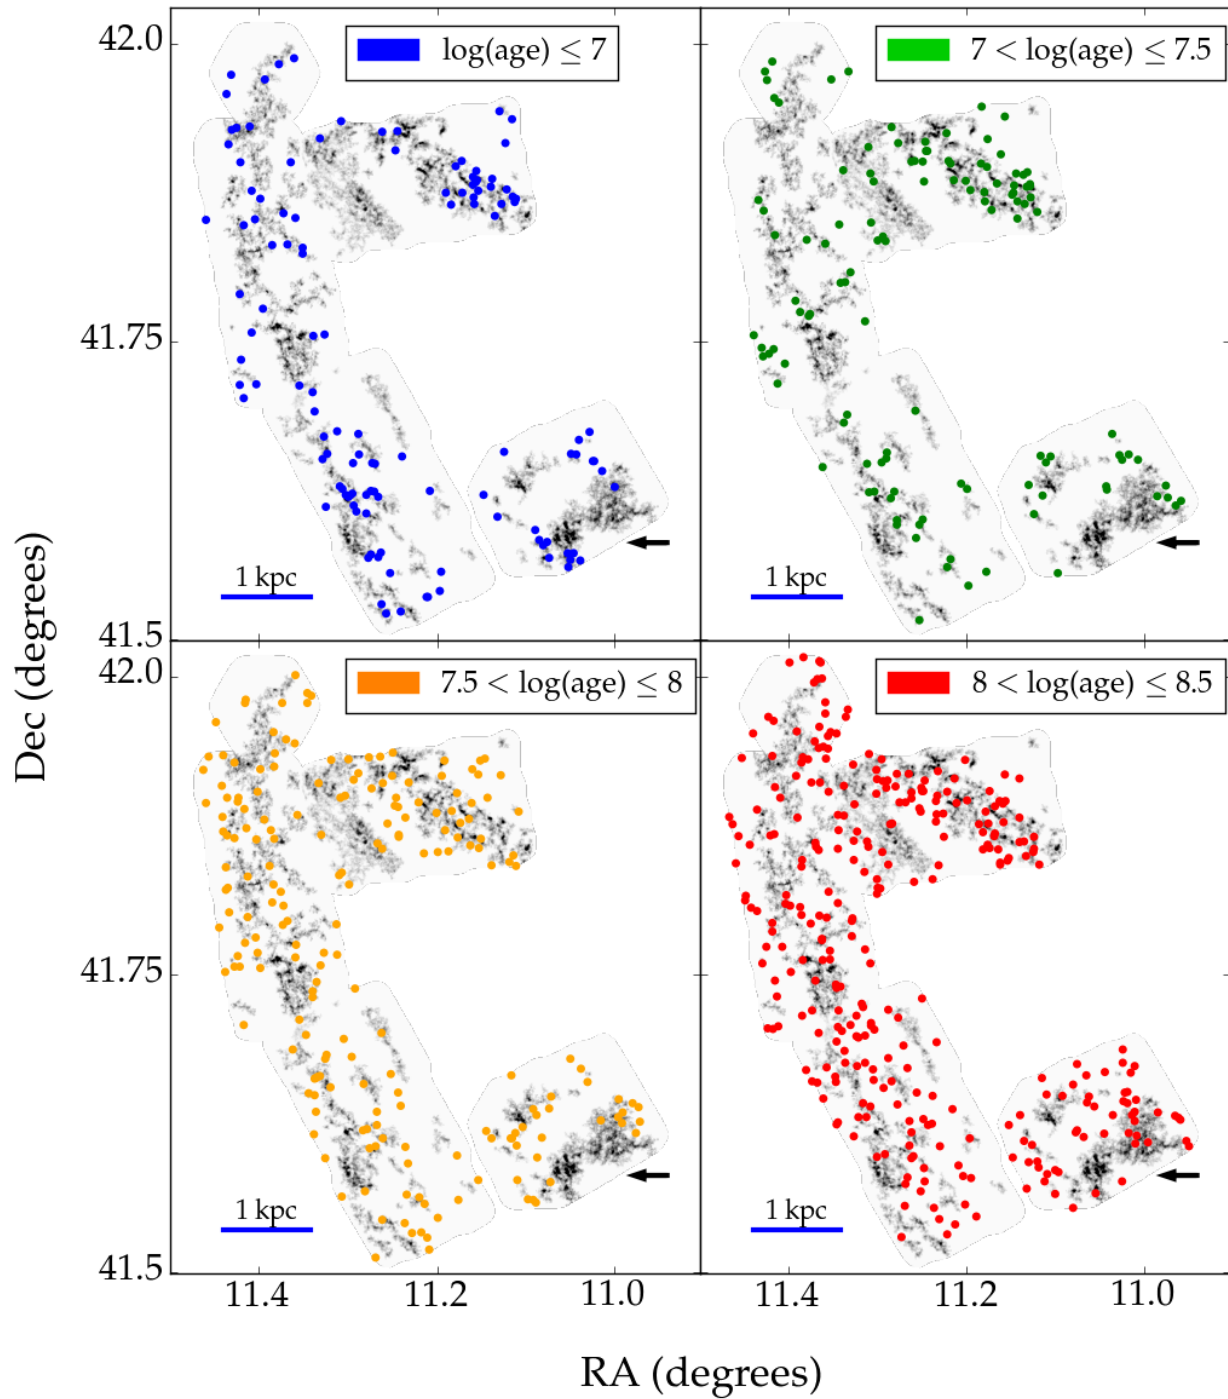 42.0
log(age) ≤ 7
7 < log(age) ≤ 7.5
41.75
1 kpc
1 kpc
41.5
42.0
7.5 < log(age) ≤ 8
8 < log(age) ≤ 8.5
41.75
1 kpc
1 kpc
41.5
11.4
11.2
11.0
11.4
11.2
11.0
Dec (degrees)
RA (degrees)